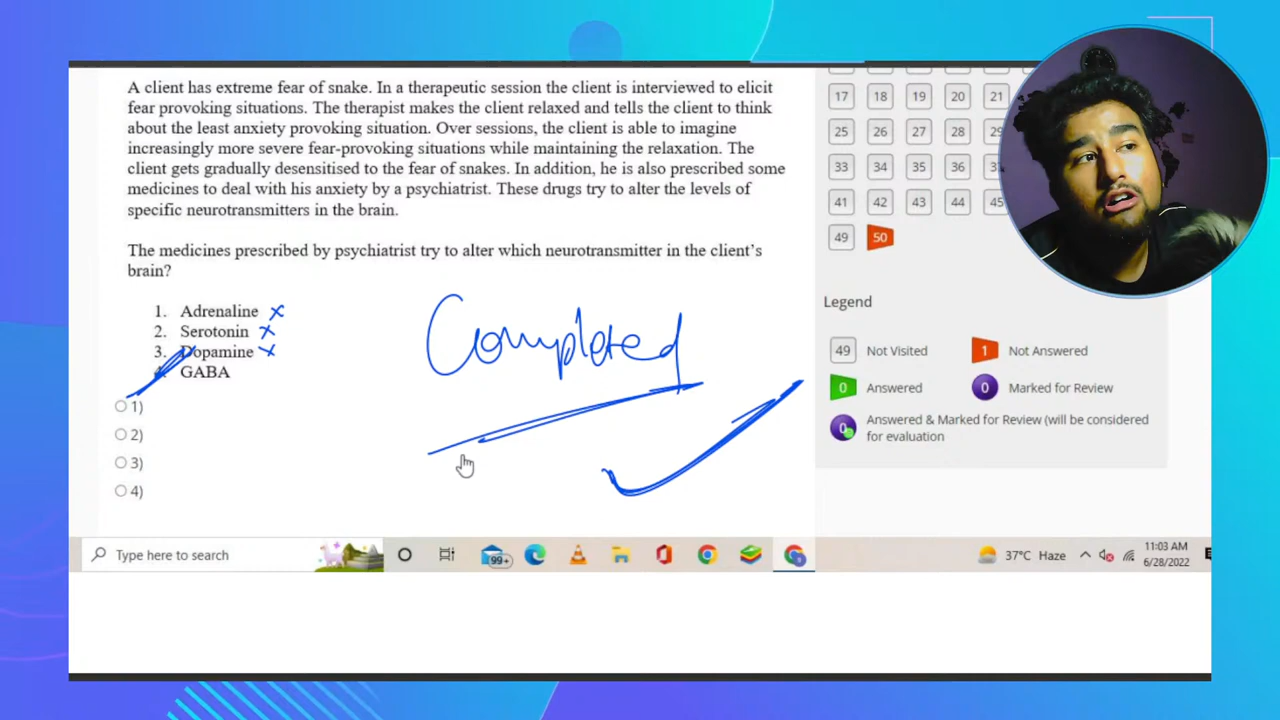 A client has extreme fear of snake. In a therapeutic session the client is interviewed to elicit
fear provoking situations. The therapist makes the client relaxed and tells the client to think
about the least anxiety provoking situation. Over sessions, the client is able to imagine
increasingly more severe fear-provoking situations while maintaining the relaxation. The
client gets gradually desensitised to the fear of snakes. In addition, he is also prescribed some
medicines to deal with his anxiety by a psychiatrist. These drugs try to alter the levels of
specific neurotransmitters in the brain.
The medicines prescribed by psychiatrist try to alter which neurotransmitter in the client's
brain?
1. Adrenaline x
2. Serotonin x
3. Dopamine x
GABA
Completed
1)
2)
3)
4)
17 18 19 20 21
25 26 27 28 29
33 34 35 36
41 42 43 44 45
49 50
Legend
49 Not Visited 1 Not Answered
0 Answered 0 Marked for Review
0 Answered & Marked for Review (will be considered
for evaluation
Type here to search
99+
37°C Haze
11:03 AM
6/28/2022